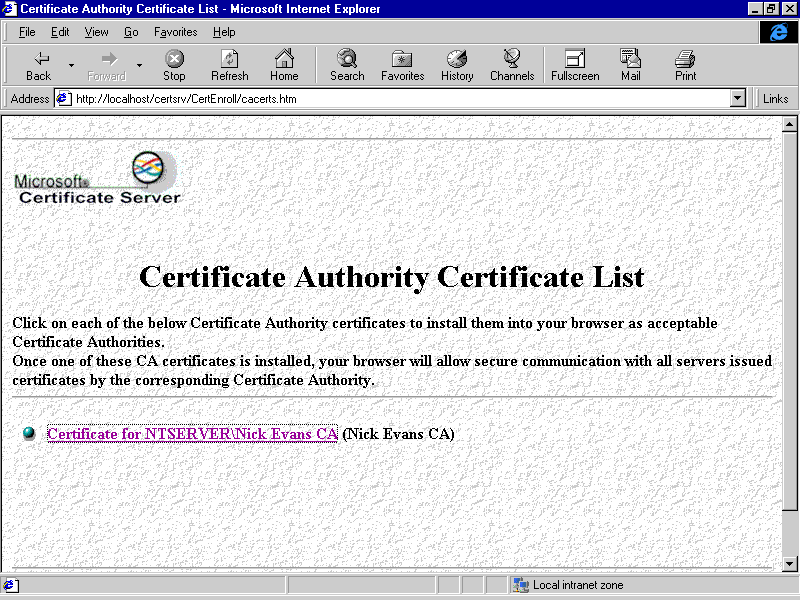 Certificate Authority Certificate List - Microsoft Internet Explorer
File Edit View Go Favorites Help
Back Forward Stop Refresh Home Search Favorites History Channels Fullscreen Mail Print
Address http://localhost/certsrv/CertEnroll/cacerts.htm Links
Microsoft®
Certificate Server
Certificate Authority Certificate List
Click on each of the below Certificate Authority certificates to install them into your browser as acceptable
Certificate Authorities.
Once one of these CA certificates is installed, your browser will allow secure communication with all servers issued
certificates by the corresponding Certificate Authority.
Certificate for NTSERVER\Nick Evans CA (Nick Evans CA)
Local intranet zone